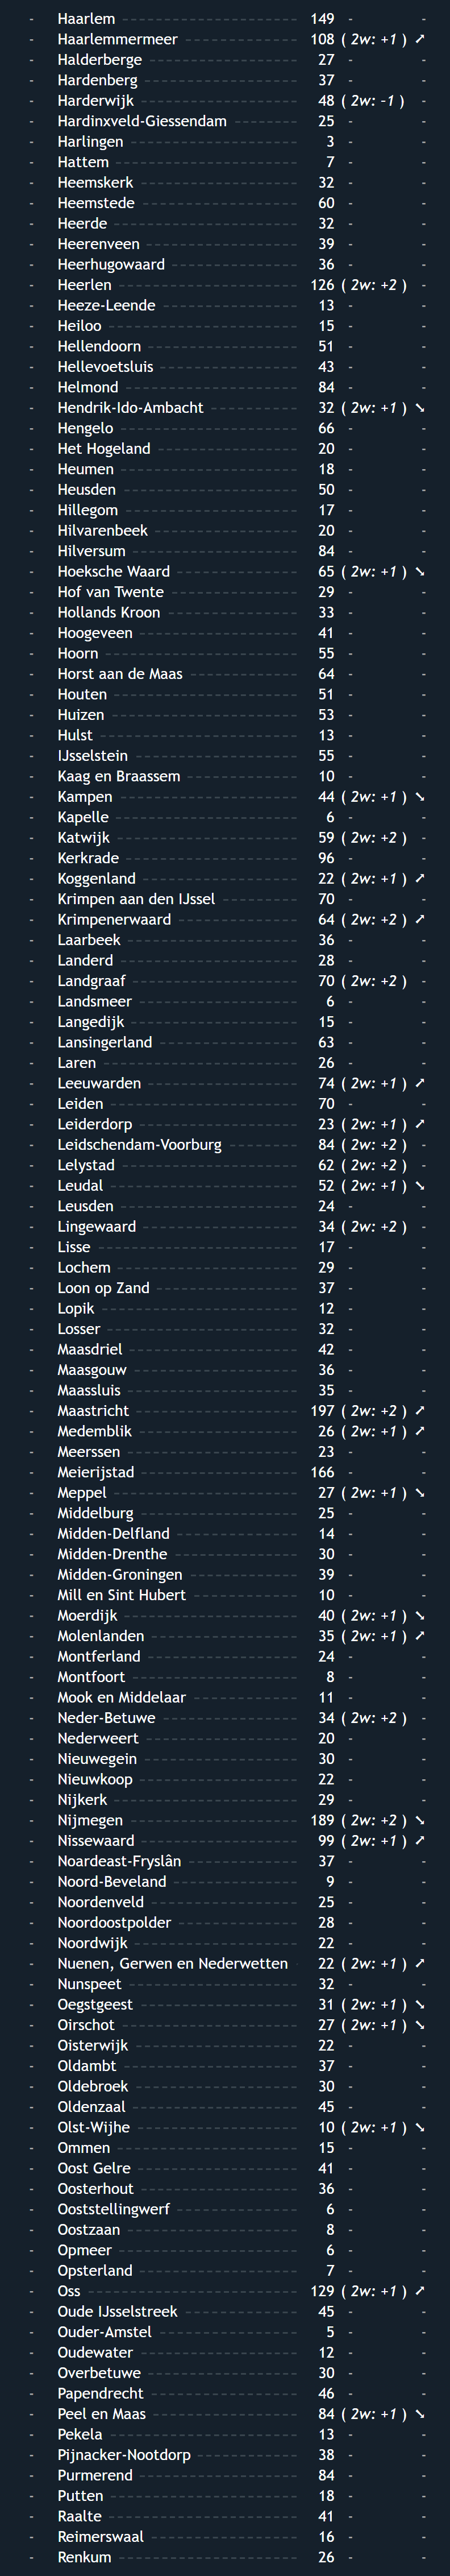 - Haarlem 149 - -
- Haarlemmermeer 108 ( 2w: +1 ) ➚
- Halderberge 27 - -
- Hardenberg 37 - -
- Harderwijk 48 ( 2w: -1 ) -
- Hardinxveld-Giessendam 25 - -
- Harlingen 3 - -
- Hattem 7 - -
- Heemskerk 32 - -
- Heemstede 60 - -
- Heerde 32 - -
- Heerenveen 39 - -
- Heerhugowaard 36 - -
- Heerlen 126 ( 2w: +2 ) -
- Heeze-Leende 13 - -
- Heiloo 15 - -
- Hellendoorn 51 - -
- Hellevoetsluis 43 - -
- Helmond 84 - -
- Hendrik-Ido-Ambacht 32 ( 2w: +1 ) ➘
- Hengelo 66 - -
- Het Hogeland 20 - -
- Heumen 18 - -
- Heusden 50 - -
- Hillegom 17 - -
- Hilvarenbeek 20 - -
- Hilversum 84 - -
- Hoeksche Waard 65 ( 2w: +1 ) ➘
- Hof van Twente 29 - -
- Hollands Kroon 33 - -
- Hoogeveen 41 - -
- Hoorn 55 - -
- Horst aan de Maas 64 - -
- Houten 51 - -
- Huizen 53 - -
- Hulst 13 - -
- IJsselstein 55 - -
- Kaag en Braassem 10 - -
- Kampen 44 ( 2w: +1 ) ➘
- Kapelle 6 - -
- Katwijk 59 ( 2w: +2 ) -
- Kerkrade 96 - -
- Koggenland 22 ( 2w: +1 ) ➚
- Krimpen aan den IJssel 70 - -
- Krimpenerwaard 64 ( 2w: +2 ) ➚
- Laarbeek 36 - -
- Landerd 28 - -
- Landgraaf 70 ( 2w: +2 ) -
- Landsmeer 6 - -
- Langedijk 15 - -
- Lansingerland 63 - -
- Laren 26 - -
- Leeuwarden 74 ( 2w: +1 ) ➚
- Leiden 70 - -
- Leiderdorp 23 ( 2w: +1 ) ➚
- Leidschendam-Voorburg 84 ( 2w: +2 ) -
- Lelystad 62 ( 2w: +2 ) -
- Leudal 52 ( 2w: +1 ) ➘
- Leusden 24 - -
- Lingewaard 34 ( 2w: +2 ) -
- Lisse 17 - -
- Lochem 29 - -
- Loon op Zand 37 - -
- Lopik 12 - -
- Losser 32 - -
- Maasdriel 42 - -
- Maasgouw 36 - -
- Maassluis 35 - -
- Maastricht 197 ( 2w: +2 ) ➚
- Medemblik 26 ( 2w: +1 ) ➚
- Meerssen 23 - -
- Meierijstad 166 - -
- Meppel 27 ( 2w: +1 ) ➘
- Middelburg 25 - -
- Midden-Delfland 14 - -
- Midden-Drenthe 30 - -
- Midden-Groningen 39 - -
- Mill en Sint Hubert 10 - -
- Moerdijk 40 ( 2w: +1 ) ➘
- Molenlanden 35 ( 2w: +1 ) ➚
- Montferland 24 - -
- Montfoort 8 - -
- Mook en Middelaar 11 - -
- Neder-Betuwe 34 ( 2w: +2 ) -
- Nederweert 20 - -
- Nieuwegein 30 - -
- Nieuwkoop 22 - -
- Nijkerk 29 - -
- Nijmegen 189 ( 2w: +2 ) ➘
- Nissewaard 99 ( 2w: +1 ) ➚
- Noardeast-Fryslân 37 - -
- Noord-Beveland 9 - -
- Noordenveld 25 - -
- Noordoostpolder 28 - -
- Noordwijk 22 - -
- Nuenen, Gerwen en Nederwetten 22 ( 2w: +1 ) ➚
- Nunspeet 32 - -
- Oegstgeest 31 ( 2w: +1 ) ➘
- Oirschot 27 ( 2w: +1 ) ➘
- Oisterwijk 22 - -
- Oldambt 37 - -
- Oldebroek 30 - -
- Oldenzaal 45 - -
- Olst-Wijhe 10 ( 2w: +1 ) ➘
- Ommen 15 - -
- Oost Gelre 41 - -
- Oosterhout 36 - -
- Ooststellingwerf 6 - -
- Oostzaan 8 - -
- Opmeer 6 - -
- Opsterland 7 - -
- Oss 129 ( 2w: +1 ) ➚
- Oude IJsselstreek 45 - -
- Ouder-Amstel 5 - -
- Oudewater 12 - -
- Overbetuwe 30 - -
- Papendrecht 46 - -
- Peel en Maas 84 ( 2w: +1 ) ➘
- Pekela 13 - -
- Pijnacker-Nootdorp 38 - -
- Purmerend 84 - -
- Putten 18 - -
- Raalte 41 - -
- Reimerswaal 16 - -
- Renkum 26 - -